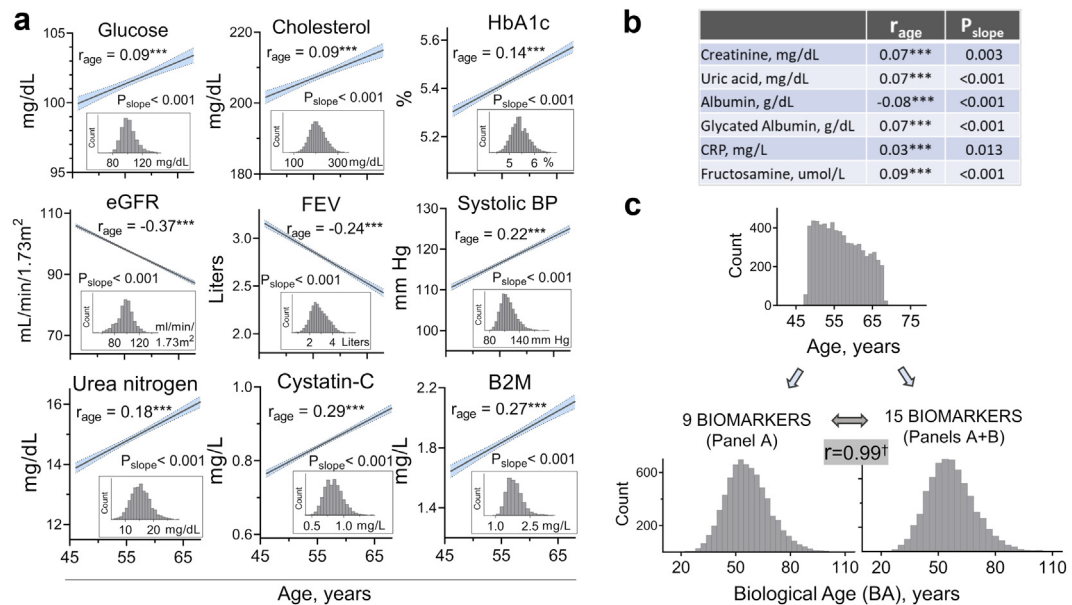 a
Glucose
Cholesterol
HbA1c
105
100
95
mg/dL
r_age = 0.09***
P_slope< 0.001
Count
80 120 mg/dL
220
200
180
mg/dL
r_age = 0.09***
P_slope< 0.001
Count
100 300 mg/dL
5.6
5.4
5.2
%
r_age = 0.14***
P_slope< 0.001
Count
5 6 %
eGFR
FEV
Systolic BP
110
90
70
mL/min/1.73m²
r_age = -0.37***
P_slope< 0.001
Count
ml/min/
80 120 1.73m²
3.0
2.5
2.0
Liters
r_age = -0.24***
P_slope< 0.001
Count
2 4 Liters
130
120
110
100
mm Hg
r_age = 0.22***
P_slope< 0.001
Count
80 140 mm Hg
Urea nitrogen
Cystatin-C
B2M
16
14
12
mg/dL
r_age = 0.18***
P_slope< 0.001
Count
10 20 mg/dL
1.0
0.8
0.6
mg/L
r_age = 0.29***
P_slope< 0.001
Count
0.5 1.0 mg/L
2.2
1.8
1.4
mg/L
r_age = 0.27***
P_slope< 0.001
Count
1.0 2.5 mg/L
45 55 65 45 55 65 45 55 65
Age, years
b
r_age P_slope
Creatinine, mg/dL 0.07*** 0.003
Uric acid, mg/dL 0.07*** <0.001
Albumin, g/dL -0.08*** <0.001
Glycated Albumin, g/dL 0.07*** <0.001
CRP, mg/L 0.03*** 0.013
Fructosamine, umol/L 0.09*** <0.001
c
400
200
0
Count
45 55 65 75
Age, years
9 BIOMARKERS
(Panel A)
15 BIOMARKERS
(Panels A+B)
r=0.99†
600
200
Count
20 50 80 110
20 50 80 110
Biological Age (BA), years